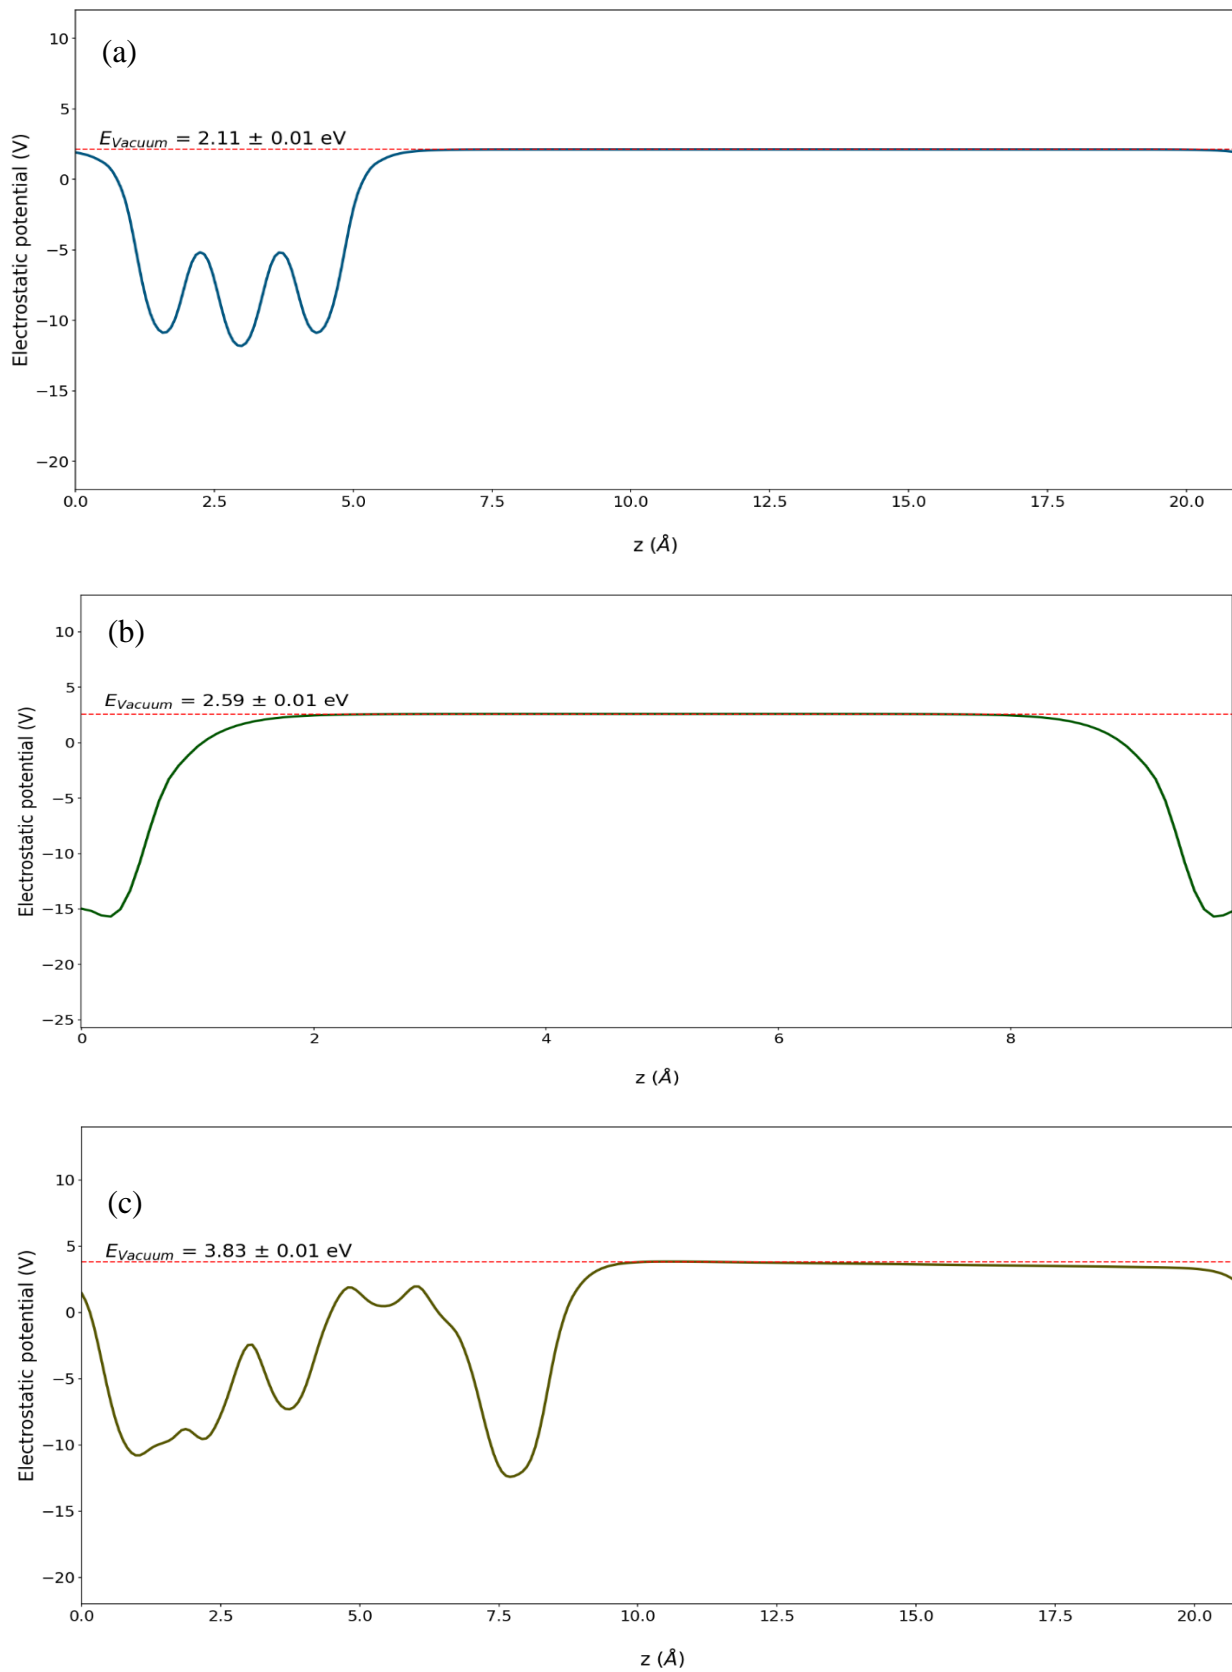 (a)
E_Vacuum = 2.11 ± 0.01 eV
Electrostatic potential (V)
10
5
0
−5
−10
−15
−20
0.0 2.5 5.0 7.5 10.0 12.5 15.0 17.5 20.0
z (Å)
(b)
E_Vacuum = 2.59 ± 0.01 eV
Electrostatic potential (V)
10
5
0
−5
−10
−15
−20
−25
0 2 4 6 8
z (Å)
(c)
E_Vacuum = 3.83 ± 0.01 eV
Electrostatic potential (V)
10
5
0
−5
−10
−15
−20
0.0 2.5 5.0 7.5 10.0 12.5 15.0 17.5 20.0
z (Å)